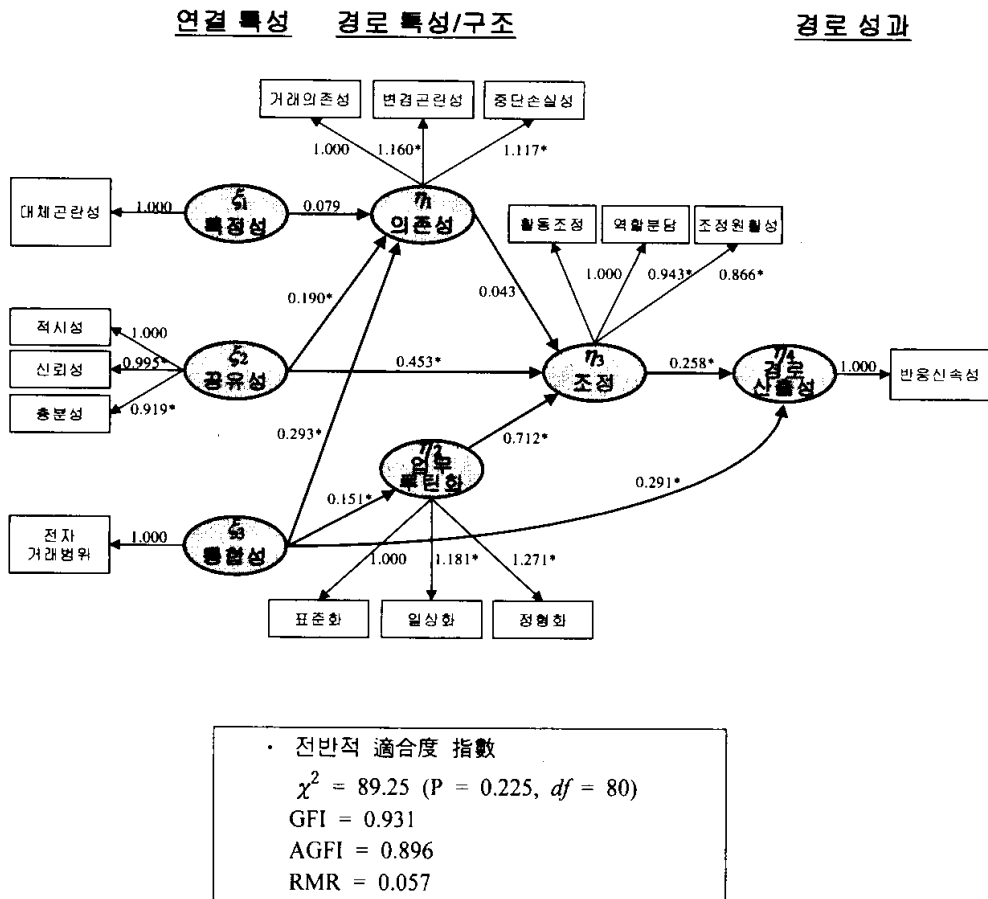 연결 특성 경로 특성/구조 경로 성과
거래의존성 변경곤란성 중단손실성
1.000 1.160* 1.117*
대체곤란성 1.000 ξ1 특정성 0.079 η1 의존성
활동조정 역할분담 조정원활성
1.000 0.943* 0.866*
0.190* 0.043
적시성 1.000
신뢰성 0.995* ξ2 공유성 0.453* η3 조정 0.258* η4 경로 산출성 1.000 반응신속성
충분성 0.919*
0.293* 0.712*
η2 업무 루틴화
0.151* 0.291*
전자 거래범위 1.000 ξ3 통합성
1.000 1.181* 1.271*
표준화 일상화 정형화
· 전반적 適合度 指數
χ² = 89.25 (P = 0.225, df = 80)
GFI = 0.931
AGFI = 0.896
RMR = 0.057